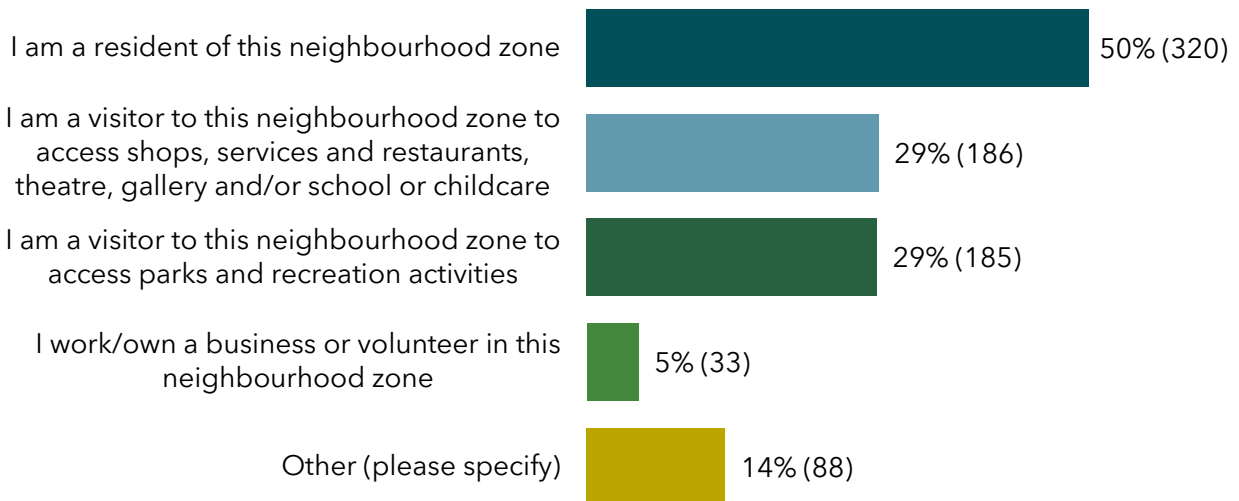 I am a resident of this neighbourhood zone
50% (320)
I am a visitor to this neighbourhood zone to
access shops, services and restaurants,
theatre, gallery and/or school or childcare
29% (186)
I am a visitor to this neighbourhood zone to
access parks and recreation activities
29% (185)
I work/own a business or volunteer in this
neighbourhood zone
5% (33)
Other (please specify)
14% (88)